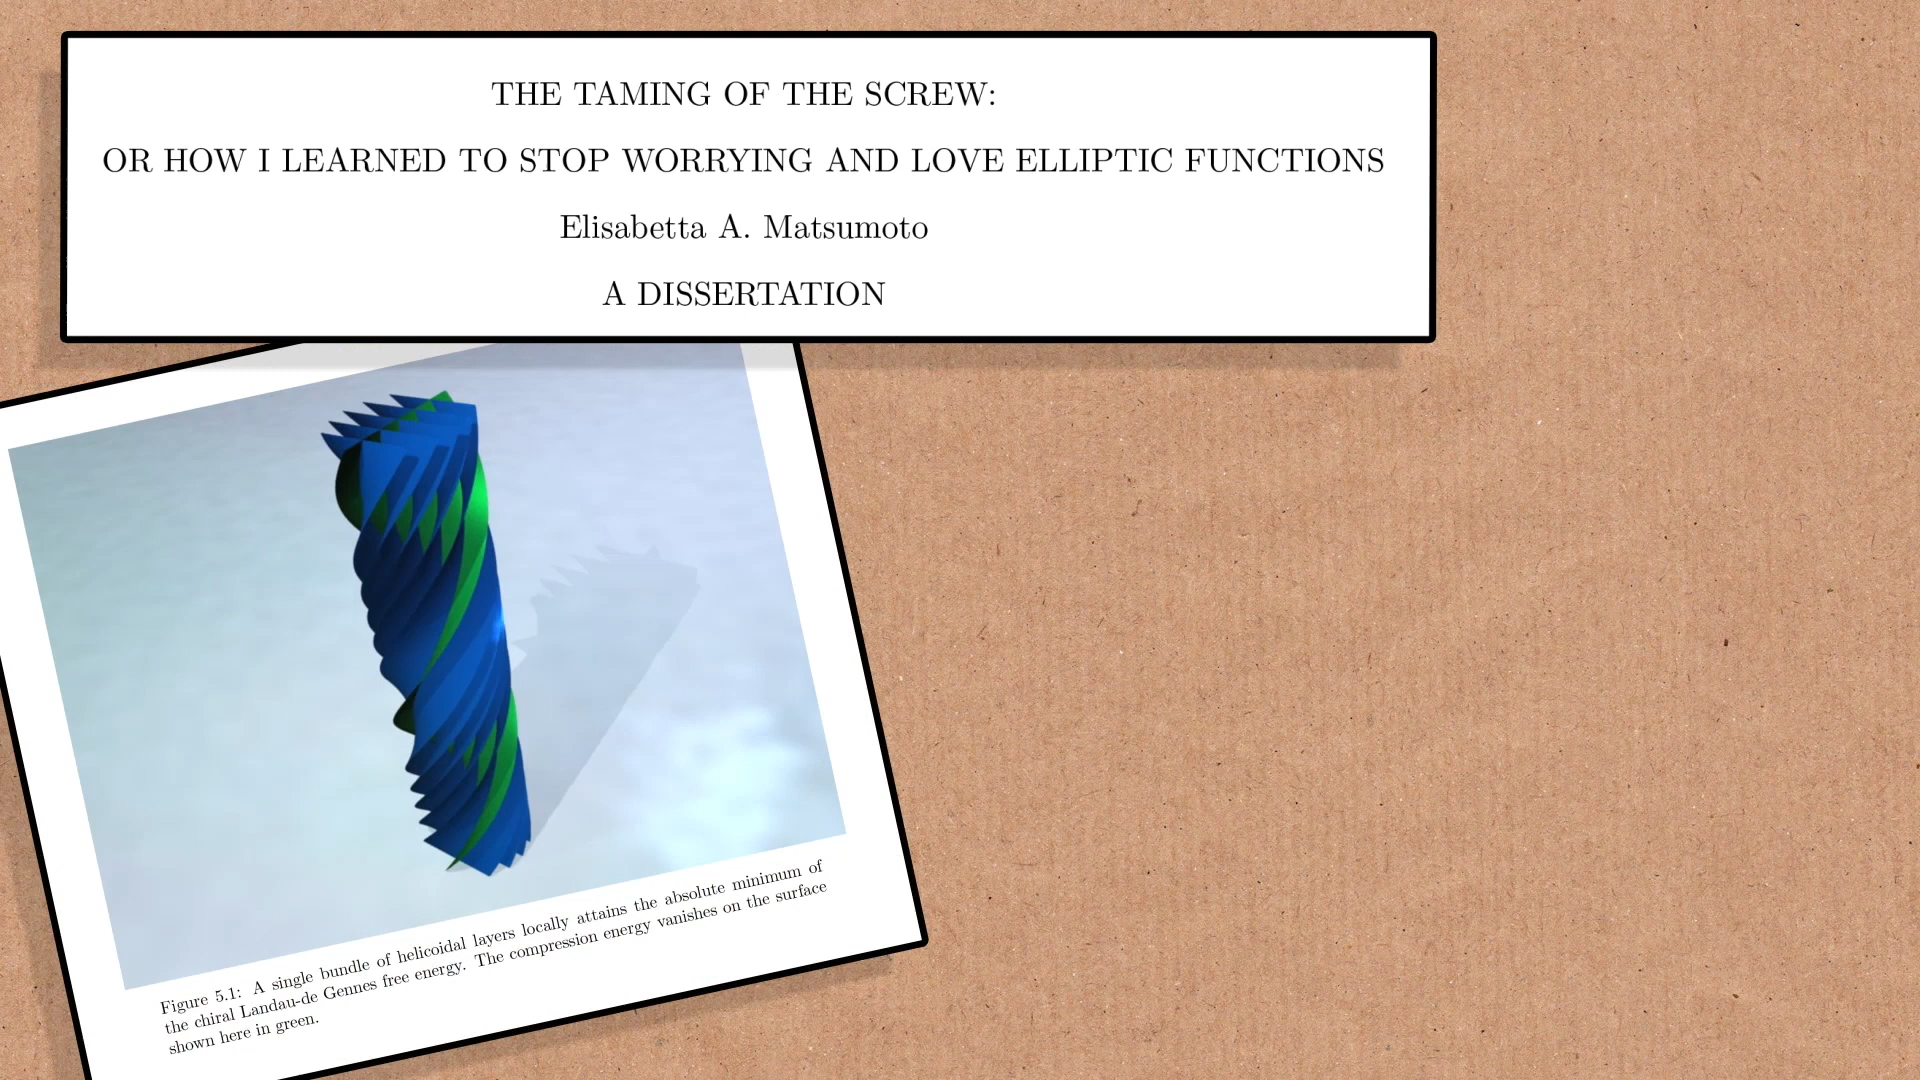 THE TAMING OF THE SCREW:
OR HOW I LEARNED TO STOP WORRYING AND LOVE ELLIPTIC FUNCTIONS
Elisabetta A. Matsumoto
A DISSERTATION
Figure 5.1: A single bundle of helicoidal layers locally attains the absolute minimum of
the chiral Landau-de Gennes free energy. The compression energy vanishes on the surface
shown here in green.